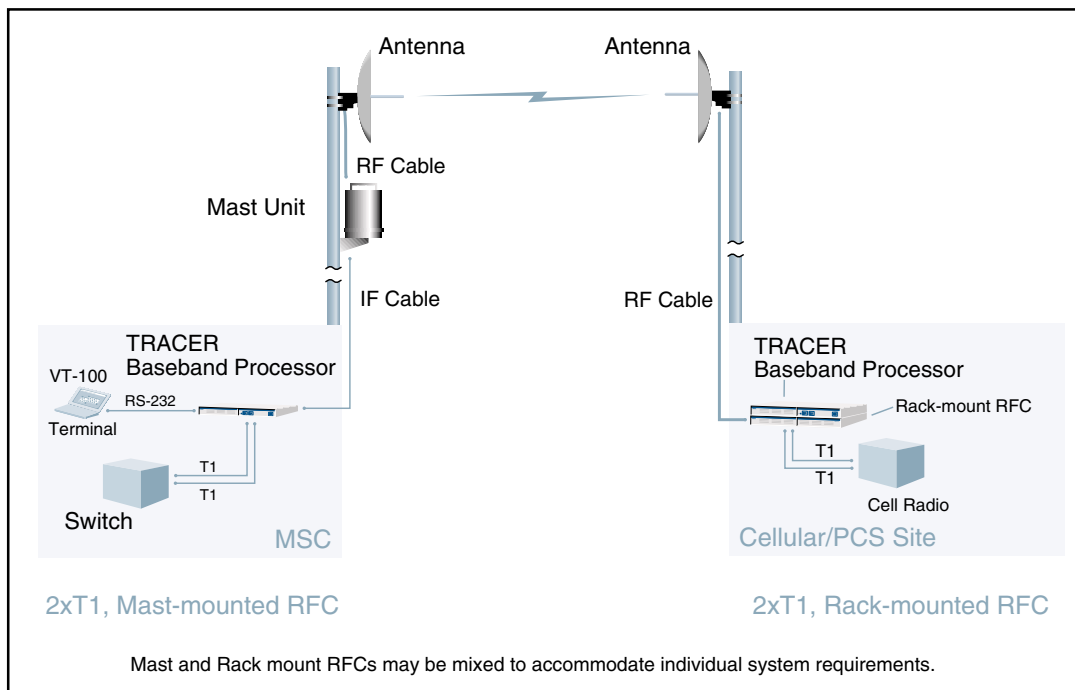 Antenna
Antenna
RF Cable
Mast Unit
IF Cable
RF Cable
TRACER
Baseband Processor
VT-100
RS-232
Terminal
T1
T1
Switch
MSC
TRACER
Baseband Processor
Rack-mount RFC
T1
T1
Cell Radio
Cellular/PCS Site
2xT1, Mast-mounted RFC
2xT1, Rack-mounted RFC
Mast and Rack mount RFCs may be mixed to accommodate individual system requirements.